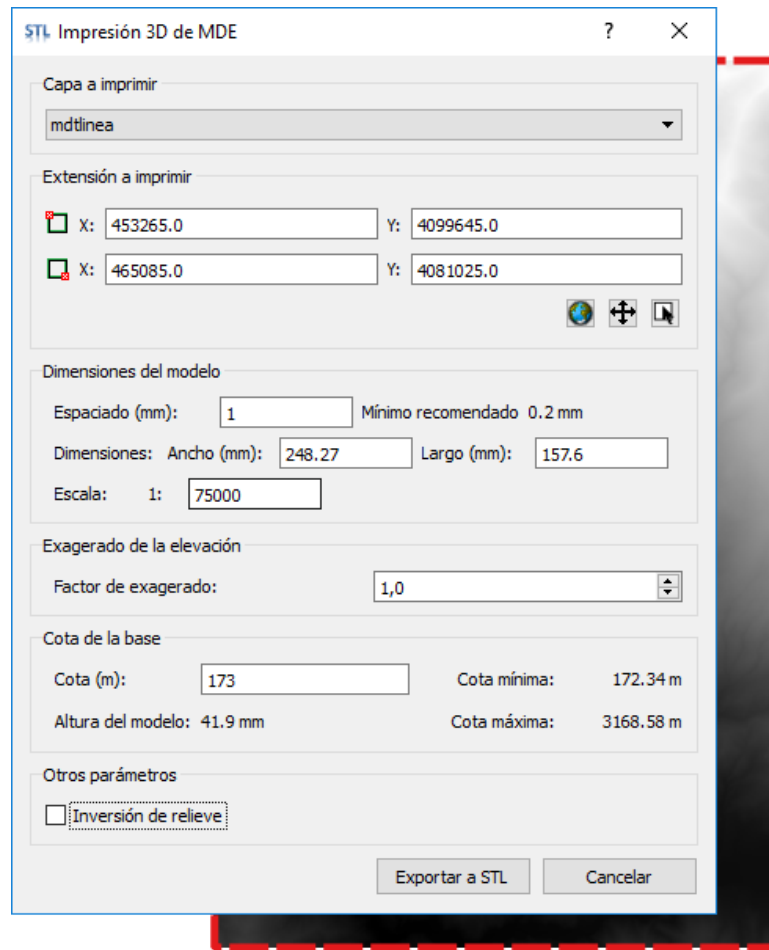 STL Impresión 3D de MDE ? ×
Capa a imprimir
mdtlinea
Extensión a imprimir
X: 453265.0 Y: 4099645.0
X: 465085.0 Y: 4081025.0
Dimensiones del modelo
Espaciado (mm): 1 Mínimo recomendado 0.2 mm
Dimensiones: Ancho (mm): 248.27 Largo (mm): 157.6
Escala: 1: 75000
Exagerado de la elevación
Factor de exagerado: 1,0
Cota de la base
Cota (m): 173 Cota mínima: 172.34 m
Altura del modelo: 41.9 mm Cota máxima: 3168.58 m
Otros parámetros
Inversión de relieve
Exportar a STL Cancelar